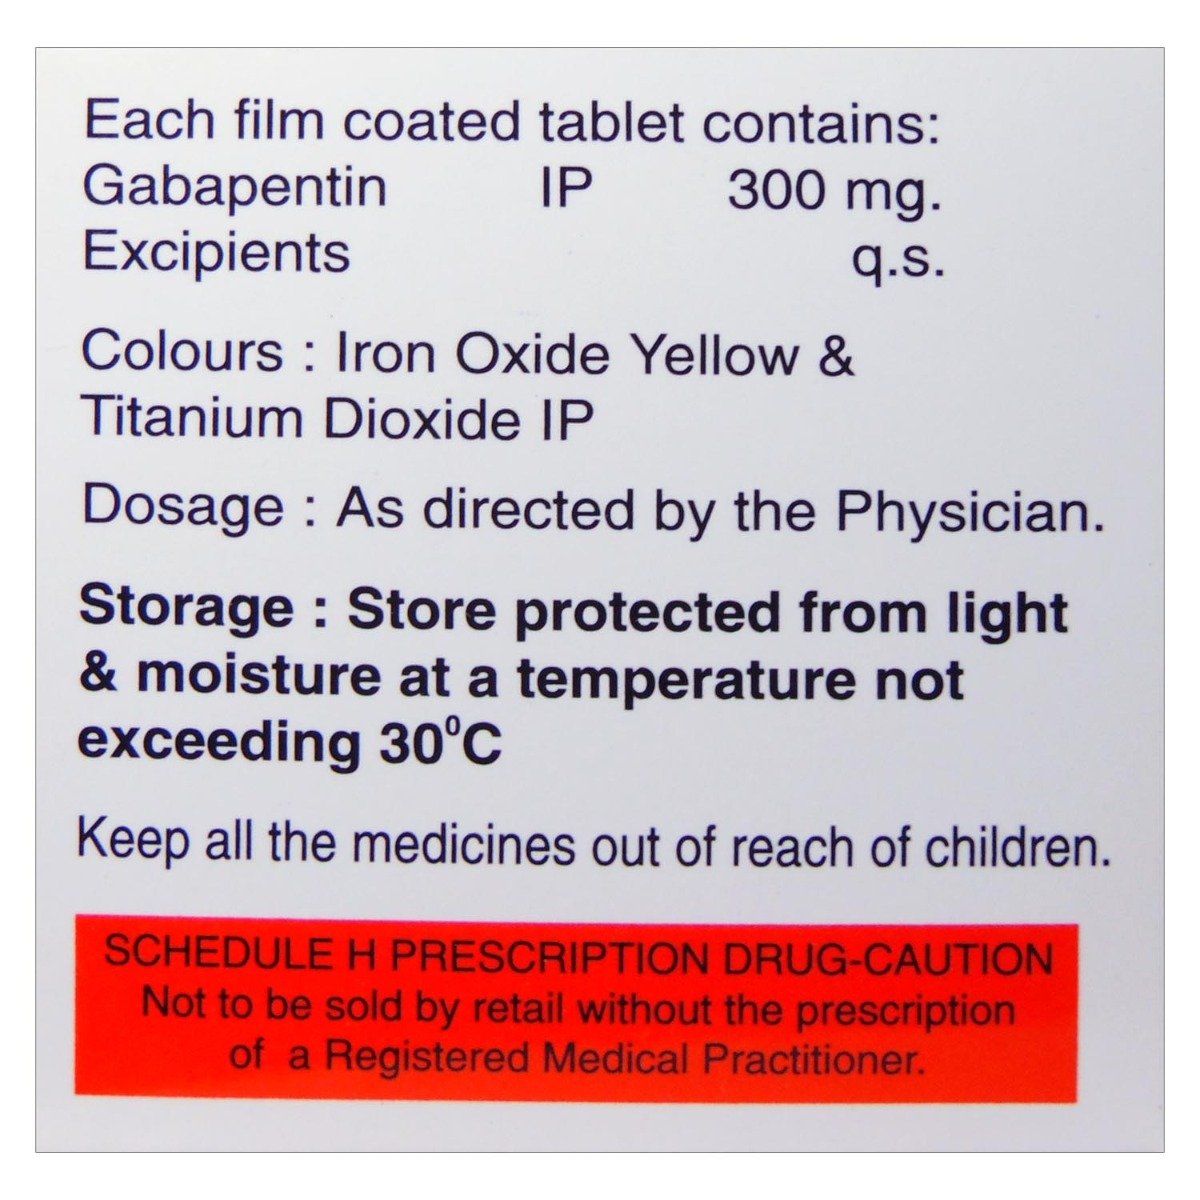 Each film coated tablet contains:
Gabapentin IP 300 mg.
Excipients q.s.
Colours : Iron Oxide Yellow &
Titanium Dioxide IP
Dosage : As directed by the Physician.
Storage : Store protected from light
& moisture at a temperature not
exceeding 30⁰C
Keep all the medicines out of reach of children.
SCHEDULE H PRESCRIPTION DRUG-CAUTION
Not to be sold by retail without the prescription
of a Registered Medical Practitioner.